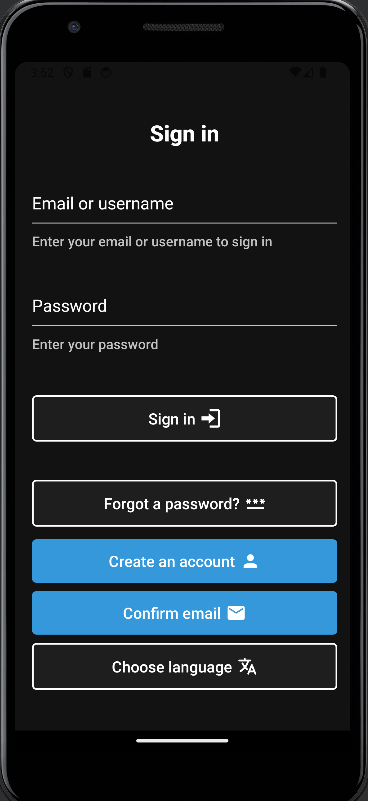 3:52
Sign in
Email or username
Enter your email or username to sign in
Password
Enter your password
Sign in
Forgot a password?
Create an account
Confirm email
Choose language